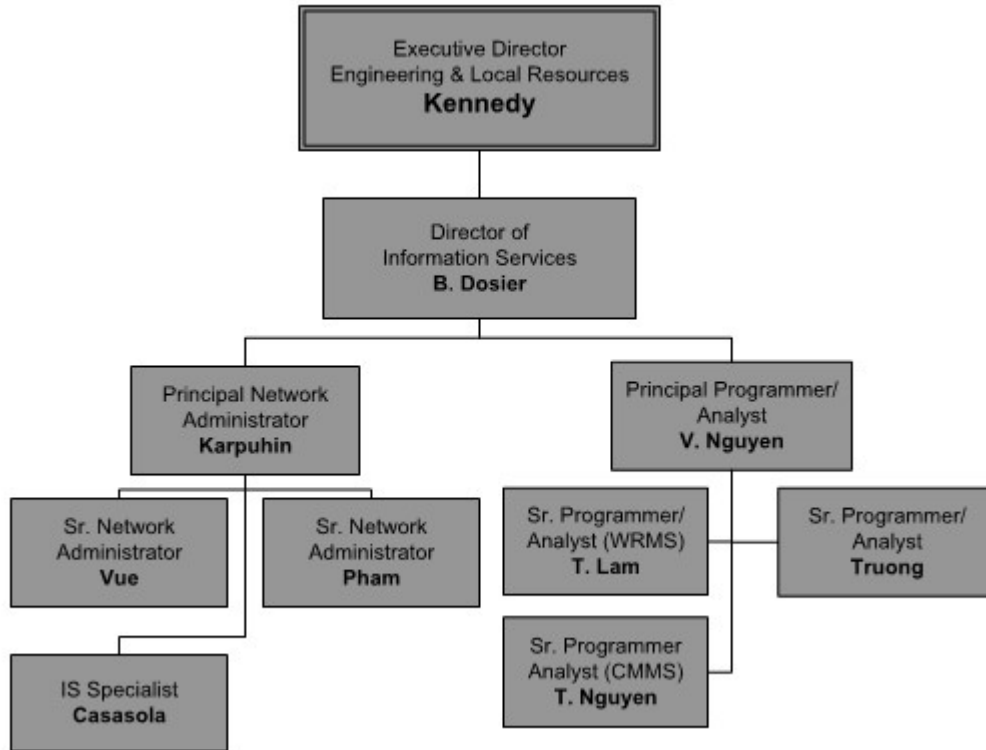 Executive Director
Engineering & Local Resources
Kennedy
Director of
Information Services
B. Dosier
Principal Network
Administrator
Karpuhin
Principal Programmer/
Analyst
V. Nguyen
Sr. Network
Administrator
Vue
Sr. Network
Administrator
Pham
Sr. Programmer/
Analyst (WRMS)
T. Lam
Sr. Programmer/
Analyst
Truong
IS Specialist
Casasola
Sr. Programmer
Analyst (CMMS)
T. Nguyen